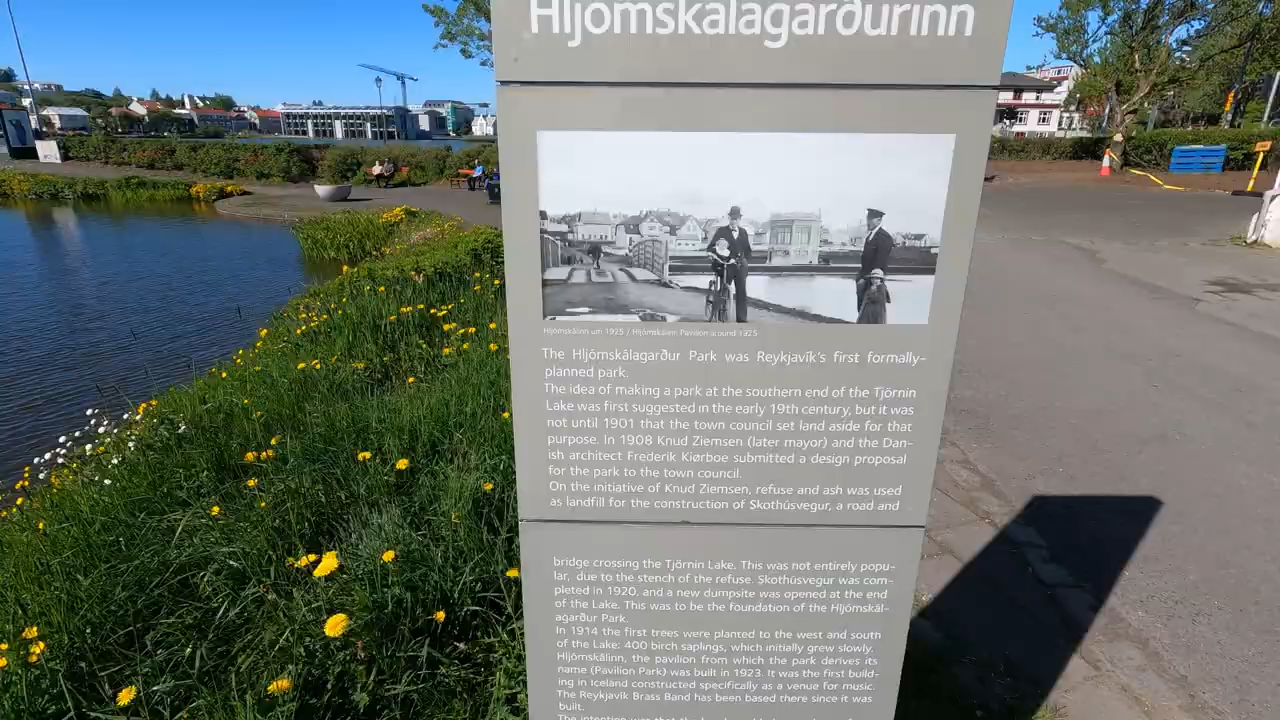 Hljómskálagarðurinn
Hljómskálinn um 1925 / Hljómskálinn Pavilion around 1925
The Hljómskálagarður Park was Reykjavík's first formally-
planned park.
The idea of making a park at the southern end of the Tjörnin
Lake was first suggested in the early 19th century, but it was
not until 1901 that the town council set land aside for that
purpose. In 1908 Knud Ziemsen (later mayor) and the Dan-
ish architect Frederik Kiørboe submitted a design proposal
for the park to the town council.
On the initiative of Knud Ziemsen, refuse and ash was used
as landfill for the construction of Skothúsvegur, a road and
bridge crossing the Tjörnin Lake. This was not entirely popu-
lar, due to the stench of the refuse. Skothúsvegur was com-
pleted in 1920, and a new dumpsite was opened at the end
of the Lake. This was to be the foundation of the Hljómskál-
agarður Park.
In 1914 the first trees were planted to the west and south
of the Lake: 400 birch saplings, which initially grew slowly.
Hljómskálinn, the pavilion from which the park derives its
name (Pavilion Park) was built in 1923. It was the first build-
ing in Iceland constructed specifically as a venue for music.
The Reykjavík Brass Band has been based there since it was
built.
The intention was that the